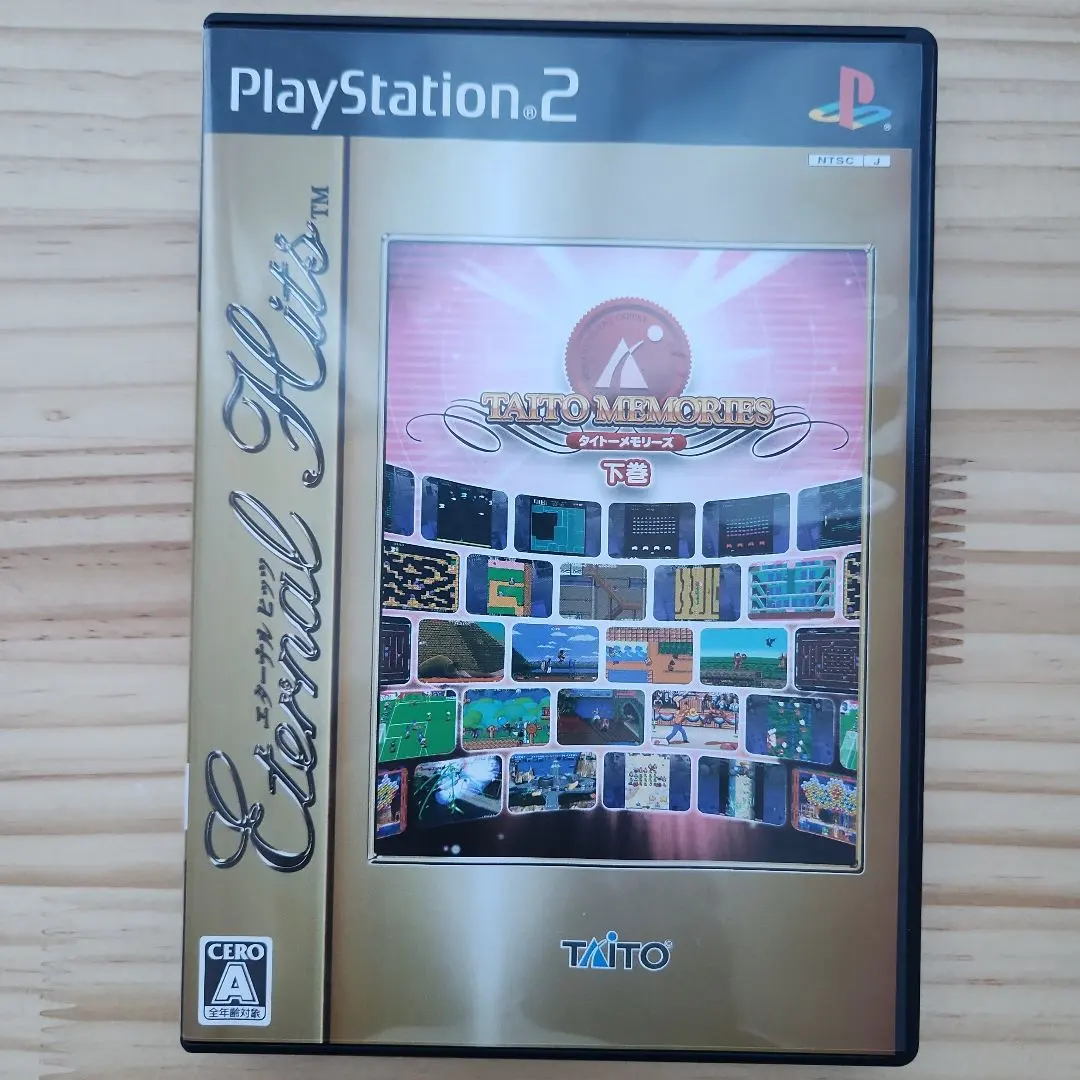 PlayStation®2
NTSC J
Eternal Hits™
エターナル ヒッツ
TAITO MEMORIES
タイトーメモリーズ
下巻
TAITO®
CERO
A
全年齢対象